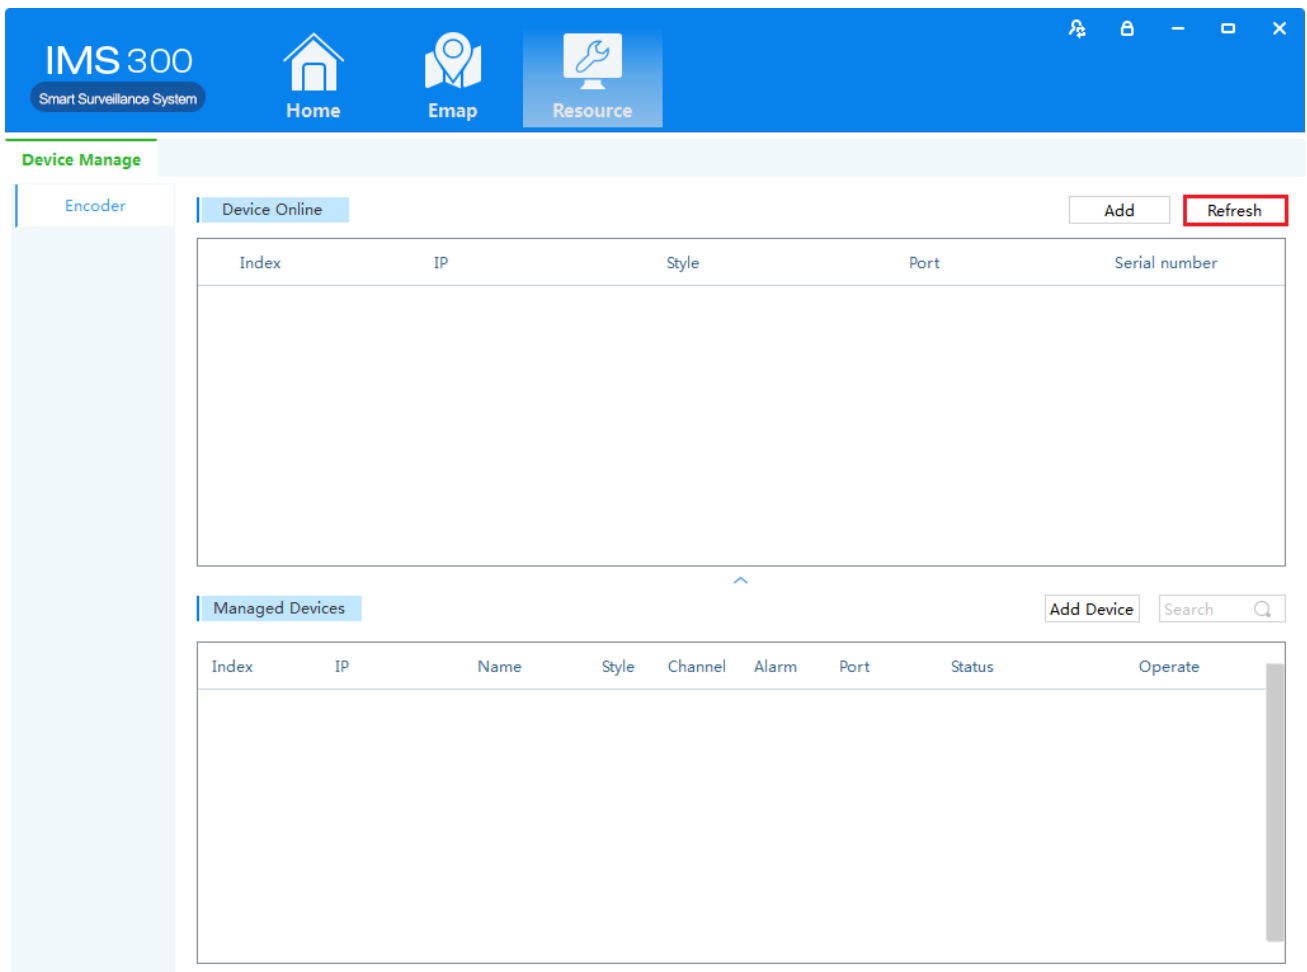 IMS 300
Smart Surveillance System
Home
Emap
Resource
Device Manage
Encoder
Device Online
Add
Refresh
Index IP Style Port Serial number
Managed Devices
Add Device
Search
Index IP Name Style Channel Alarm Port Status Operate